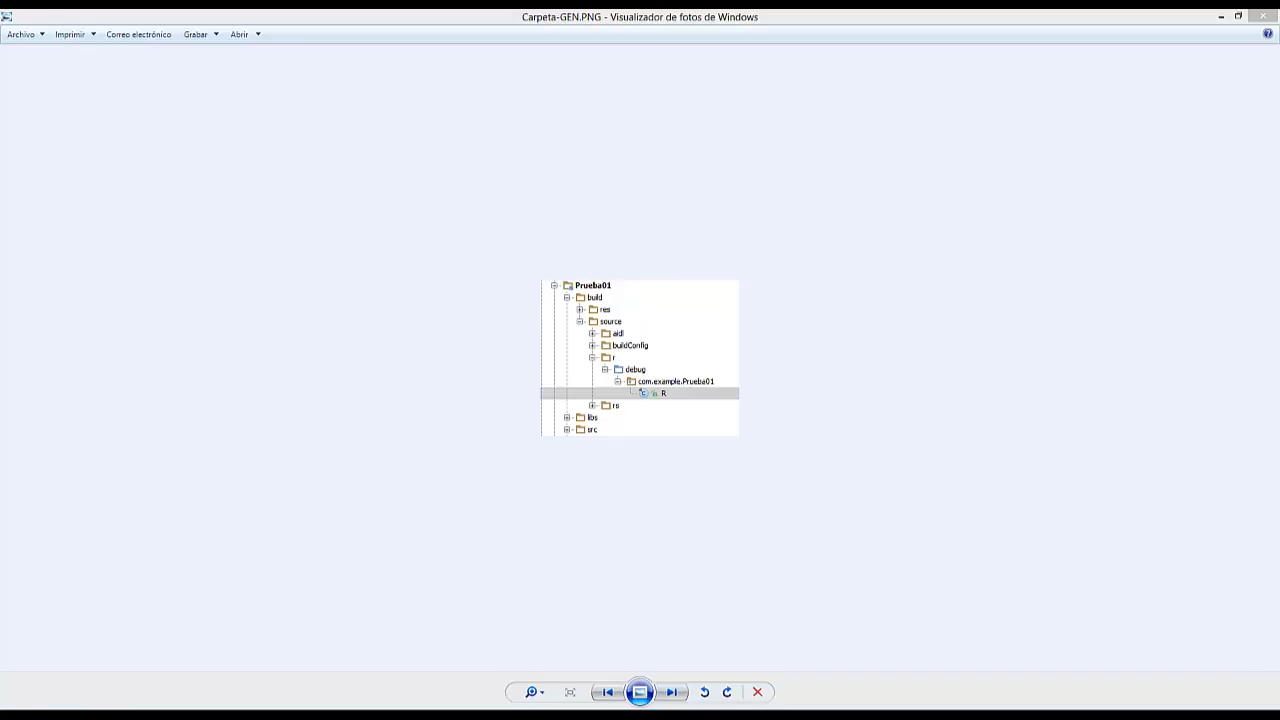 Carpeta-GEN.PNG - Visualizador de fotos de Windows
Archivo Imprimir Correo electrónico Grabar Abrir
Prueba01
build
res
source
aidl
buildConfig
r
debug
com.example.Prueba01
R
rs
libs
src